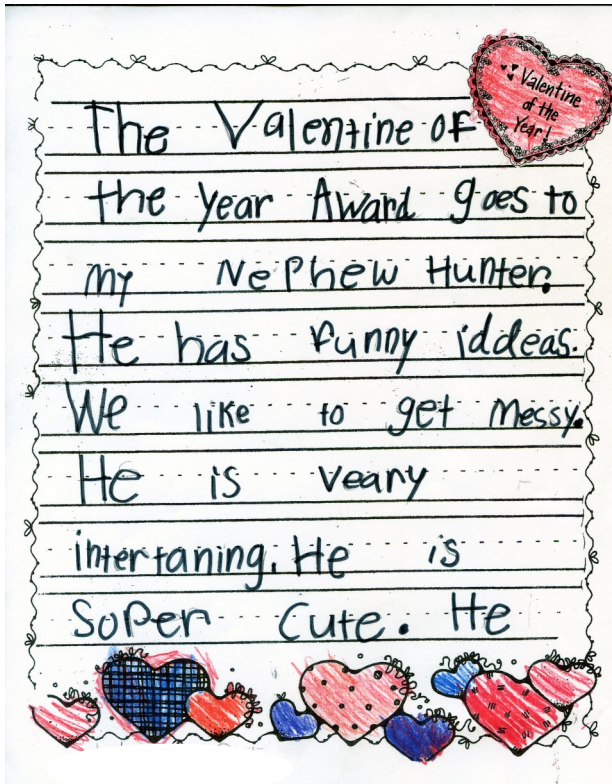 Valentine
of the
Year!
The Valentine oF
the year Award goes to
my Nephew Hunter.
He has funny iddeas.
We like to get messy.
He is veary
intertaning. He is
Soper Cute. He